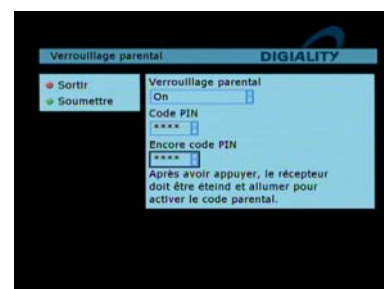 Verrouillage parental
DIGIALITY
Sortir
Soumettre
Verroulllage parental
On
Code PIN
****
Encore code PIN
****
Après avoir appuyer, le récepteur
doit être éteind et allumer pour
activer le code parental.